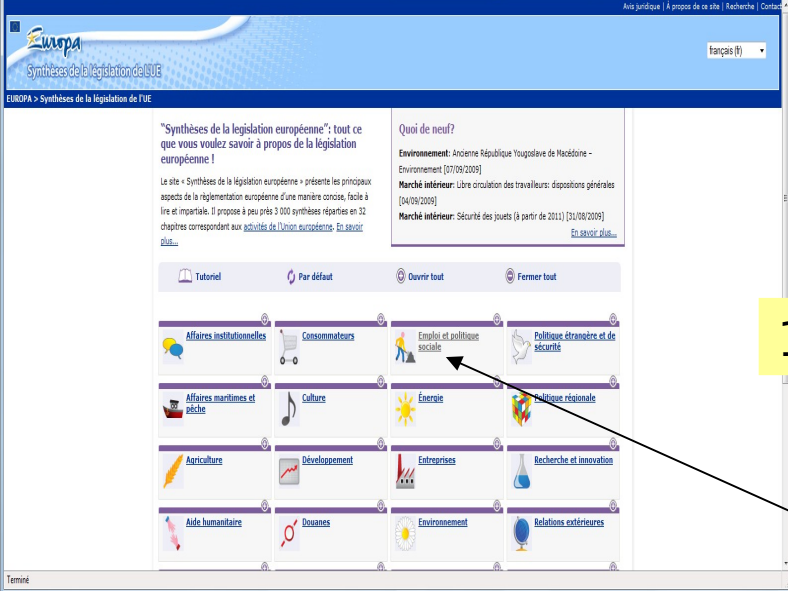 Avis juridique | À propos de ce site | Recherche | Contact
Europa
Synthèses de la législation de L'UE
français (fr)
EUROPA > Synthèses de la législation de l'UE
"Synthèses de la legislation européenne": tout ce
que vous voulez savoir à propos de la législation
européenne !
Le site « Synthèses de la législation européenne » présente les principaux
aspects de la règlementation européenne d'une manière concise, facile à
lire et impartiale. Il propose à peu près 3 000 synthèses réparties en 32
chapitres correspondant aux activités de l'Union européenne. En savoir
plus...
Quoi de neuf?
Environnement: Ancienne République Yougoslave de Macédoine –
Environnement [07/09/2009]
Marché intérieur: Libre circulation des travailleurs: dispositions générales
[04/09/2009]
Marché intérieur: Sécurité des jouets (à partir de 2011) [31/08/2009]
En savoir plus...
Tutoriel
Par défaut
Ouvrir tout
Fermer tout
Affaires institutionnelles
Consommateurs
Emploi et politique
sociale
Politique étrangère et de
sécurité
1
Affaires maritimes et
pêche
Culture
Énergie
Politique régionale
Agriculture
Développement
Entreprises
Recherche et innovation
Aide humanitaire
Douanes
Environnement
Relations extérieures
Terminé